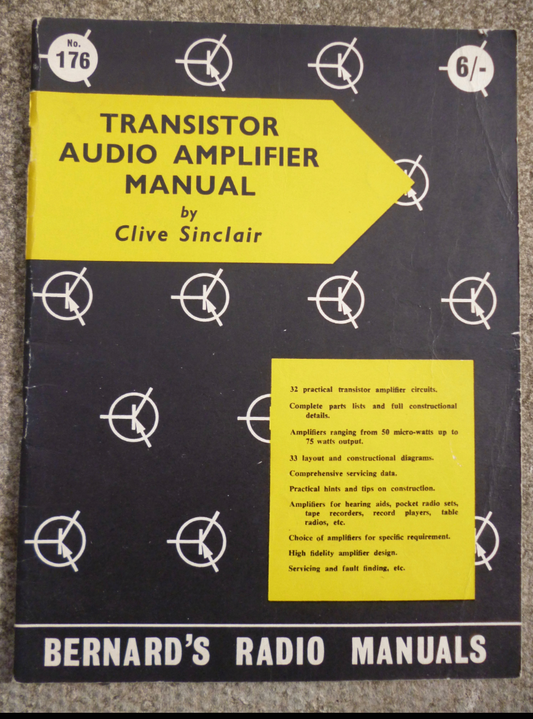 No.
176
6/-
TRANSISTOR
AUDIO AMPLIFIER
MANUAL
by
Clive Sinclair
32 practical transistor amplifier circuits.
Complete parts lists and full constructional
details.
Amplifiers ranging from 50 micro-watts up to
75 watts output.
33 layout and constructional diagrams.
Comprehensive servicing data.
Practical hints and tips on construction.
Amplifiers for hearing aids, pocket radio sets,
tape recorders, record players, table
radios, etc.
Choice of amplifiers for specific requirement.
High fidelity amplifier design.
Servicing and fault finding, etc.
BERNARD'S RADIO MANUALS